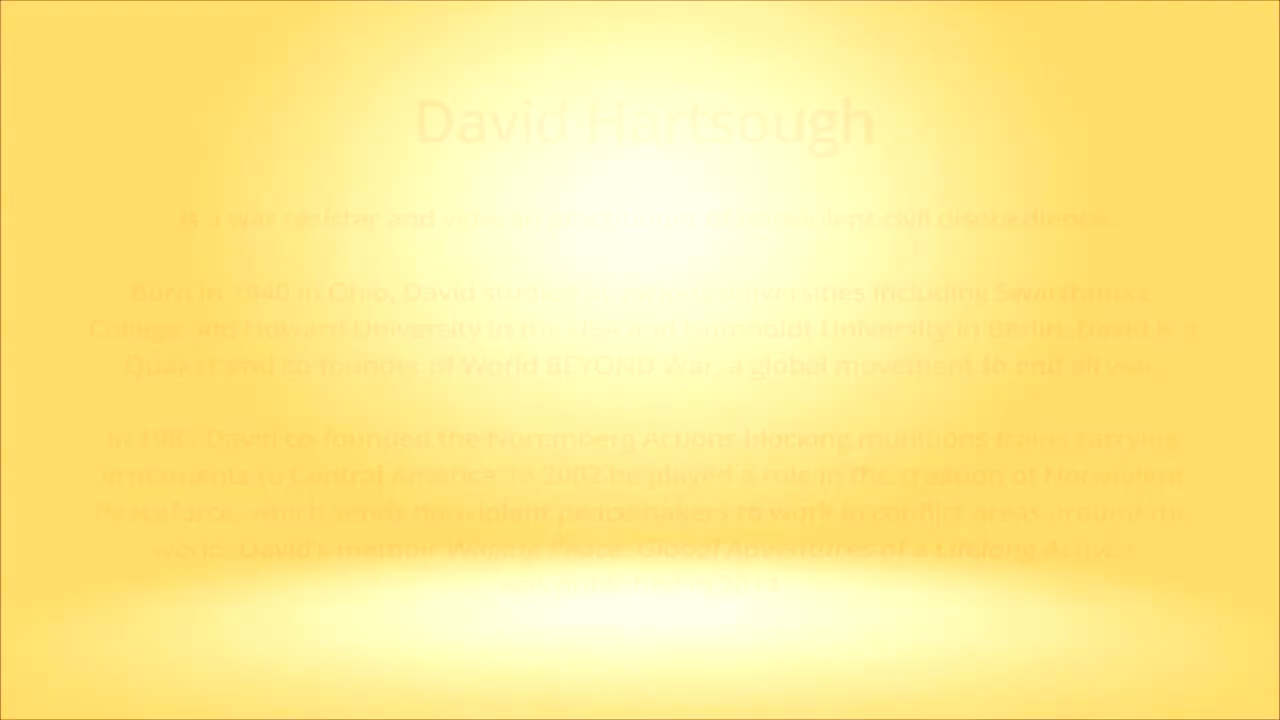 David Hartsough
is a war resister and of nonviolent civil disobedience.
Born in 1940 in Ohio, David studied universities including Swarthmore
College and Howard University in the USA and Humboldt University in Berlin. David is a
Quaker and co-founder of World BEYOND War, a global movement to end all war.
In 1987 David co-founded the Nuremberg Actions blocking munitions trains carrying
armaments to Central America. In 2002 he played a role in the creation of Nonviolent
Peaceforce, which sends nonviolent peacemakers to work in conflict areas around the
world. David's memoir Waging Peace: Global Adventures of a Lifelong Activist
was published in 2014.